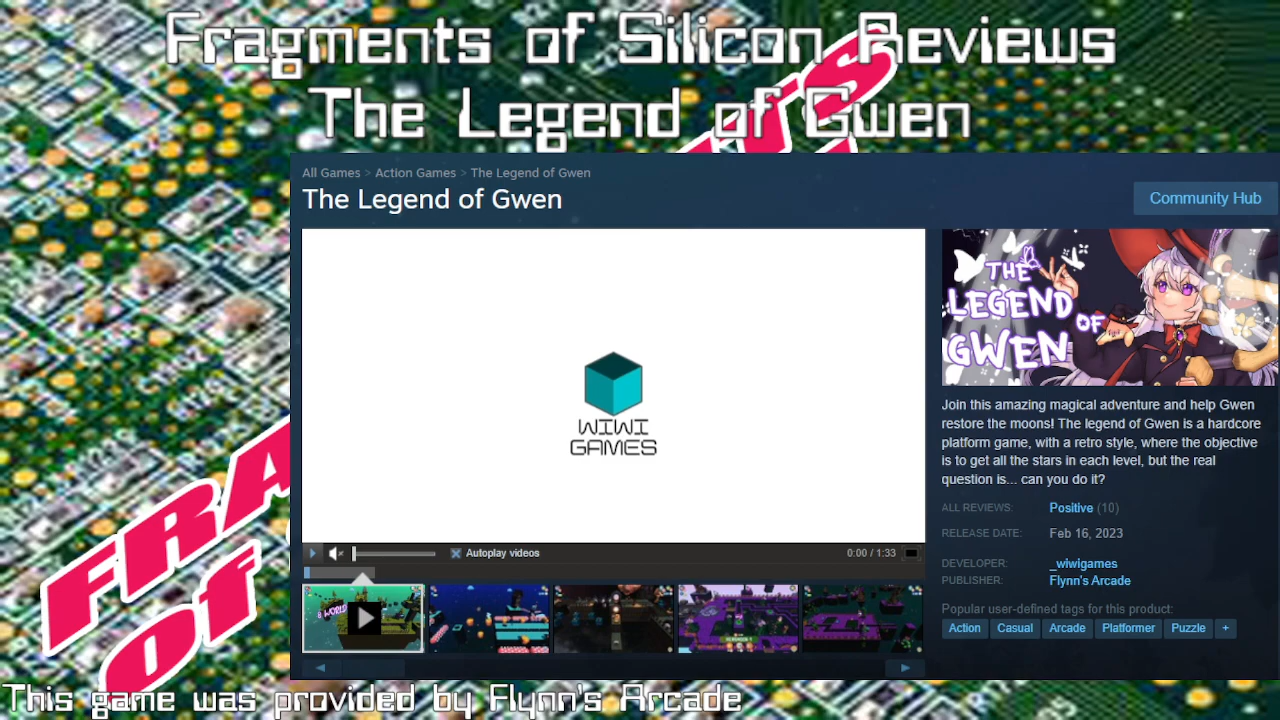 Fragments of Silicon Reviews
The Legend of Gwen
All Games > Action Games > The Legend of Gwen
The Legend of Gwen
Community Hub
THE
LEGEND
OF
GWEN
WIWI
GAMES
Join this amazing magical adventure and help Gwen
restore the moons! The legend of Gwen is a hardcore
platform game, with a retro style, where the objective
is to get all the stars in each level, but the real
question is... can you do it?
ALL REVIEWS: Positive (10)
RELEASE DATE: Feb 16, 2023
DEVELOPER: _wiwigames
PUBLISHER: Flynn's Arcade
Popular user-defined tags for this product:
Action Casual Arcade Platformer Puzzle +
Autoplay videos 0:00 / 1:33
8 WORLDS
FRA
Of
This game was provided by Flynn's Arcade